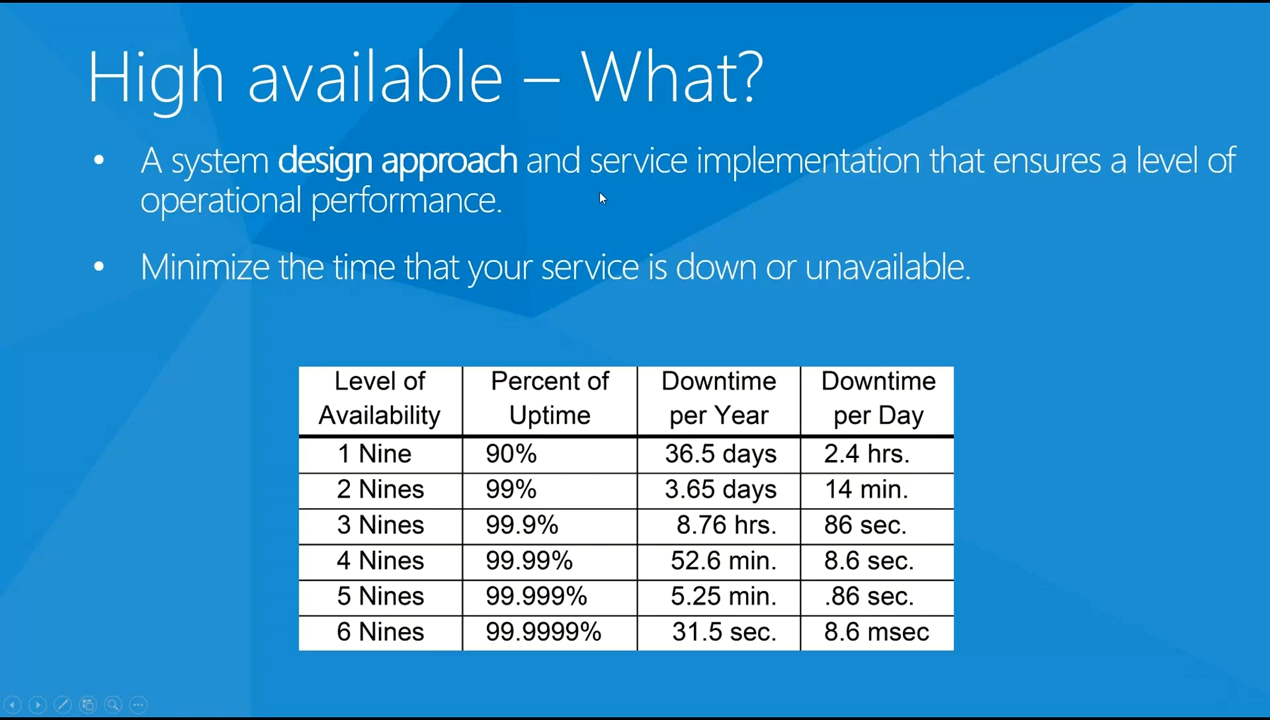 High available – What?
• A system design approach and service implementation that ensures a level of
operational performance.
• Minimize the time that your service is down or unavailable.
Level of Availability Percent of Uptime Downtime per Year Downtime per Day
1 Nine 90% 36.5 days 2.4 hrs.
2 Nines 99% 3.65 days 14 min.
3 Nines 99.9% 8.76 hrs. 86 sec.
4 Nines 99.99% 52.6 min. 8.6 sec.
5 Nines 99.999% 5.25 min. .86 sec.
6 Nines 99.9999% 31.5 sec. 8.6 msec